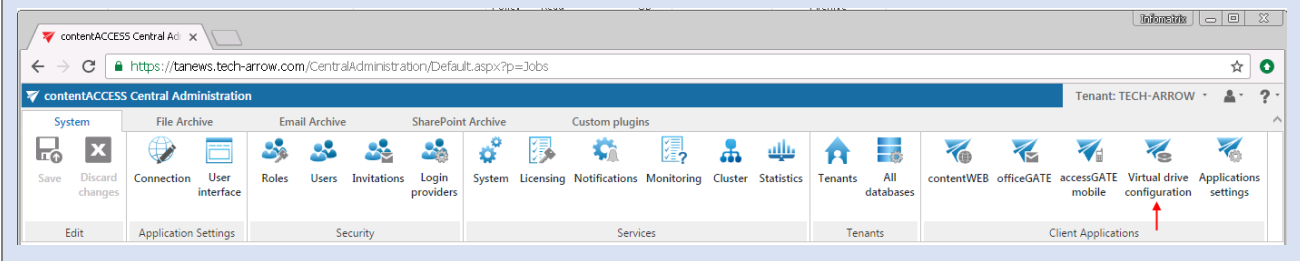 Infometrix
contentACCESS Central Adi
https://tanews.tech-arrow.com/CentralAdministration/Default.aspx?p=Jobs
contentACCESS Central Administration
Tenant: TECH-ARROW
?
System File Archive Email Archive SharePoint Archive Custom plugins
Save Discard changes Connection User interface Roles Users Invitations Login providers System Licensing Notifications Monitoring Cluster Statistics Tenants All databases contentWEB officeGATE accessGATE mobile Virtual drive configuration Applications settings
Edit Application Settings Security Services Tenants Client Applications